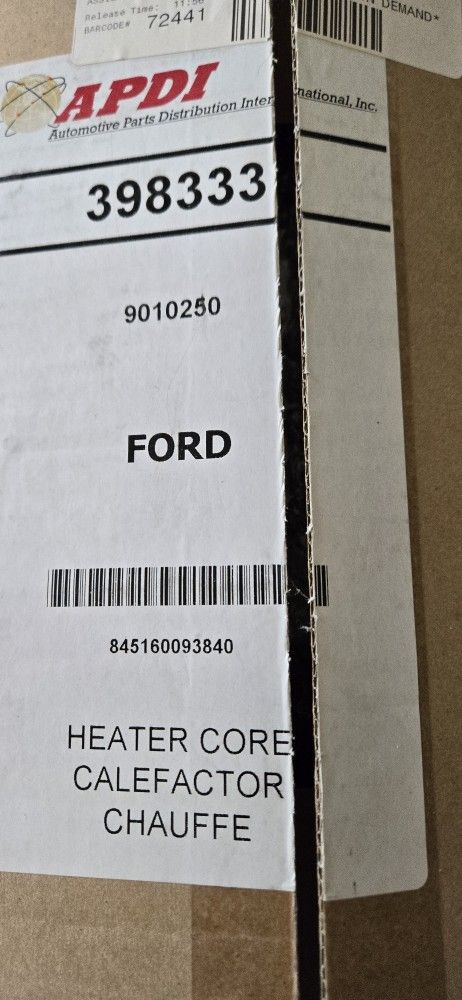 Release Time: 11:56
BARCODE# 72441
DEMAND*
APDI
Automotive Parts Distribution International, Inc.
398333
9010250
FORD
845160093840
HEATER CORE
CALEFACTOR
CHAUFFE